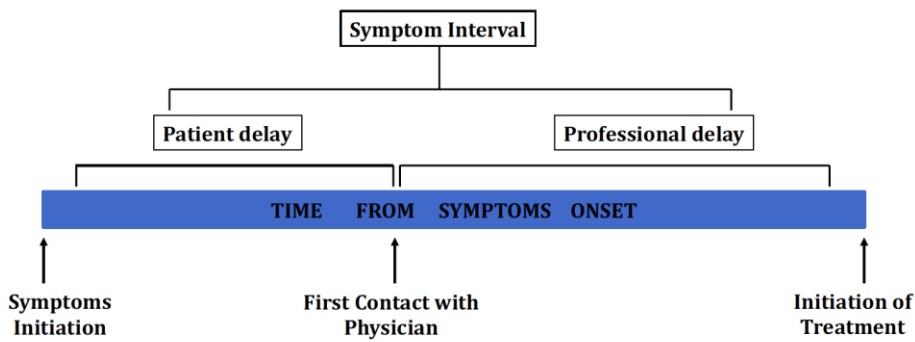 Symptom Interval
Patient delay
Professional delay
TIME FROM SYMPTOMS ONSET
Symptoms
Initiation
First Contact with
Physician
Initiation of
Treatment